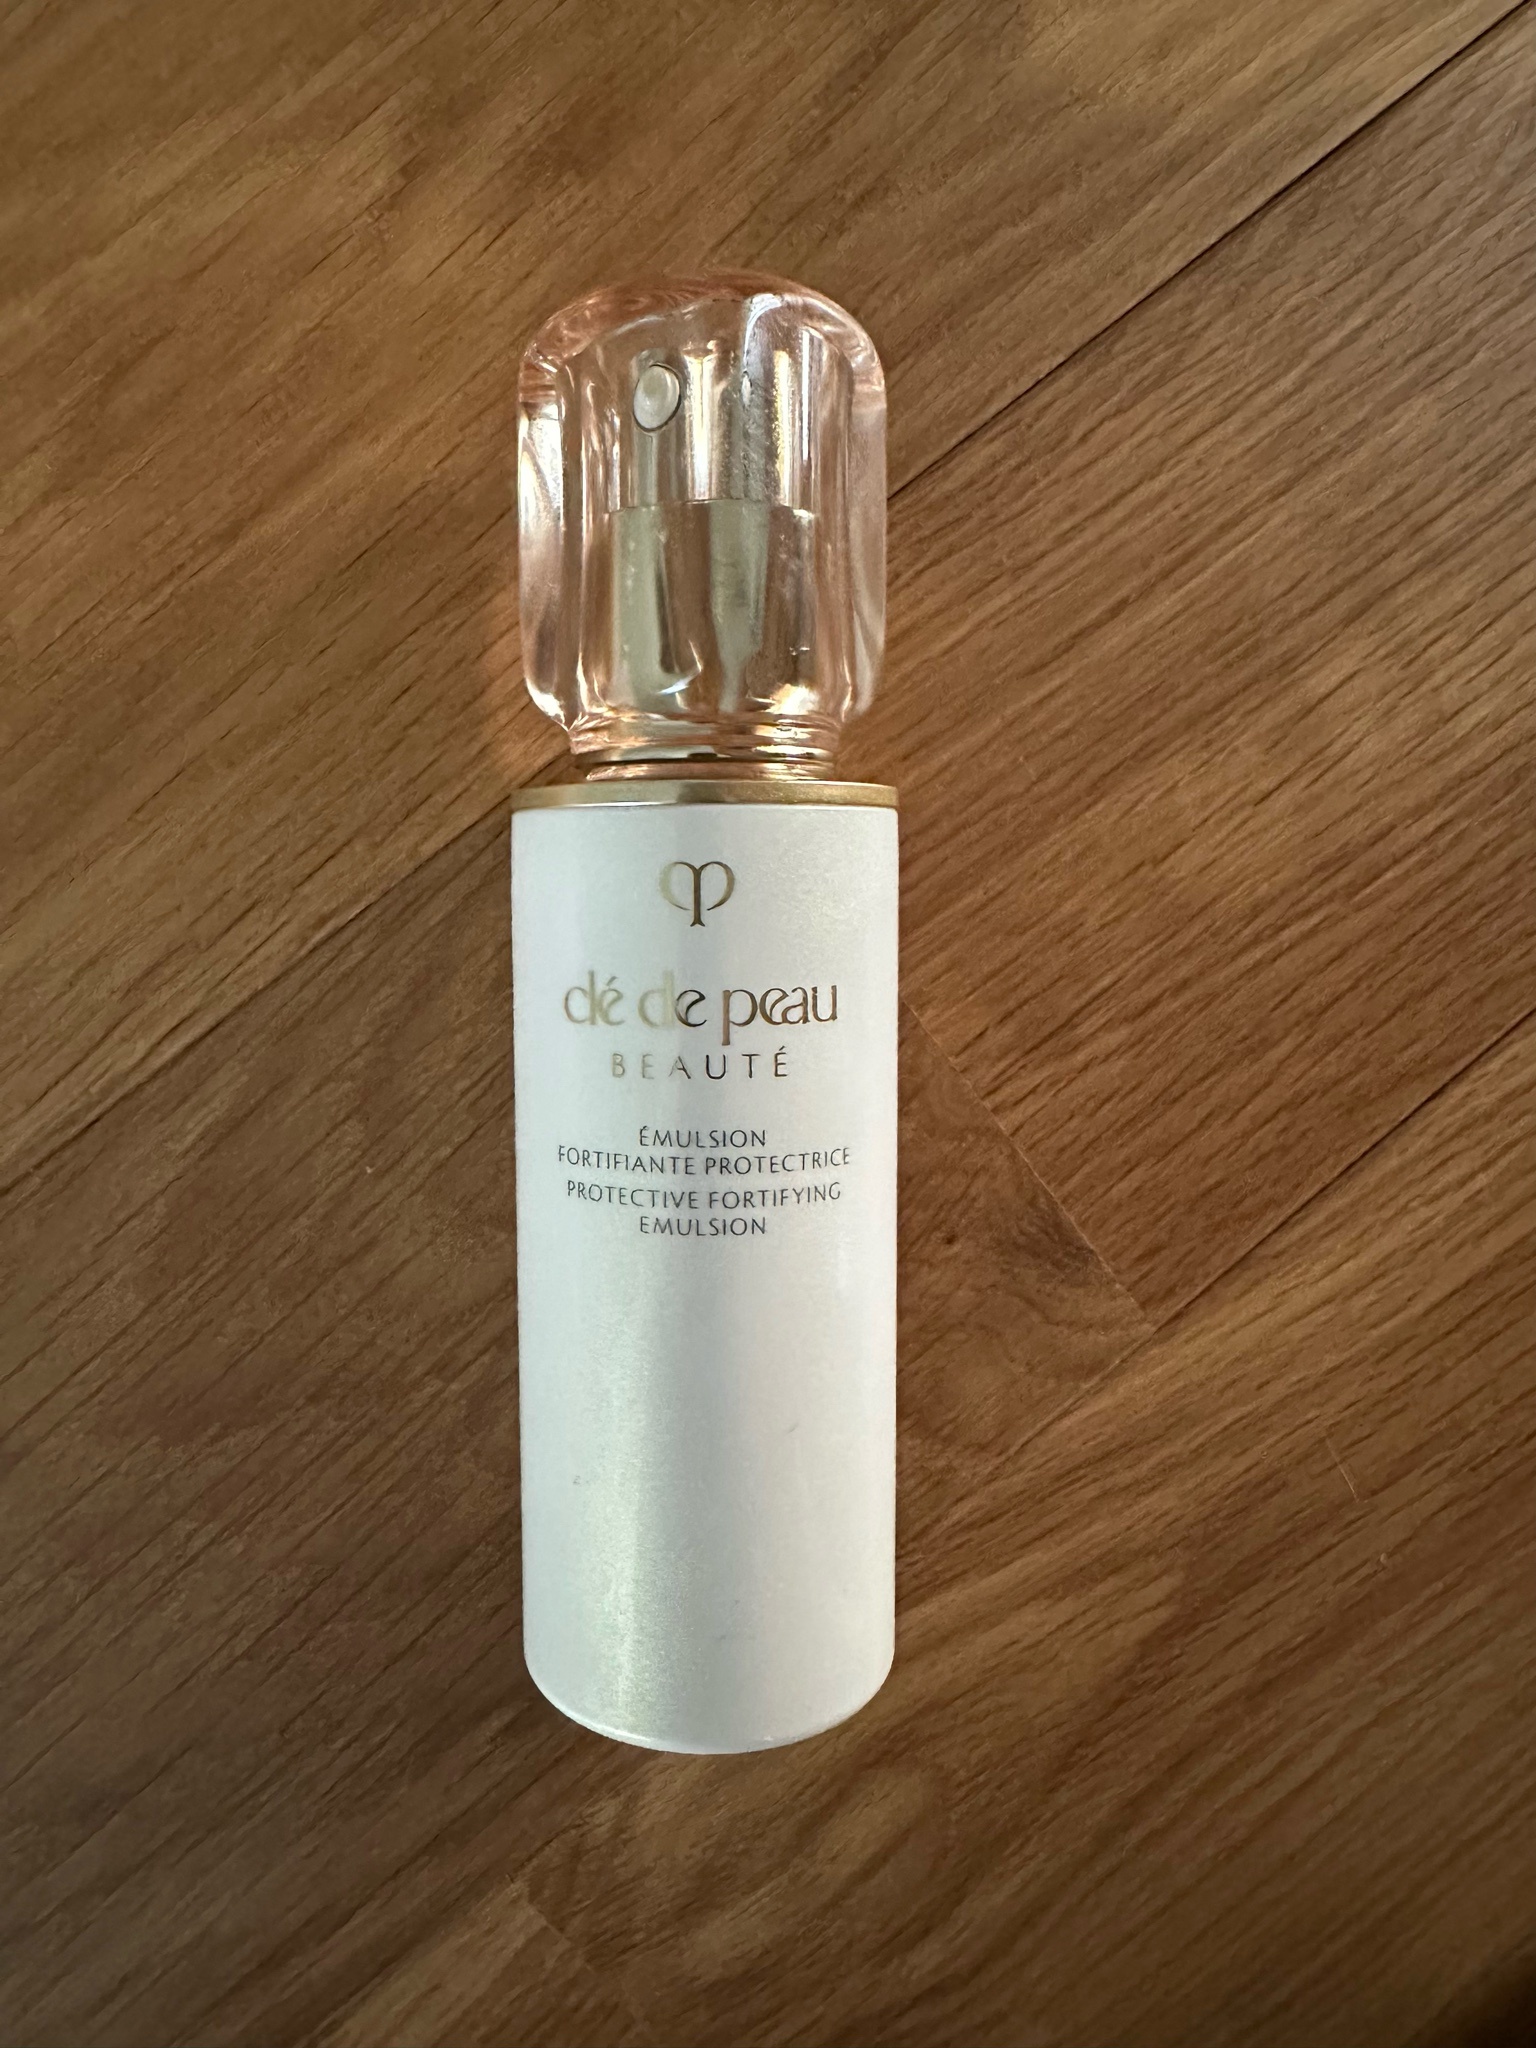 clé de peau
BEAUTÉ
ÉMULSION
FORTIFIANTE PROTECTRICE
PROTECTIVE FORTIFYING
EMULSION